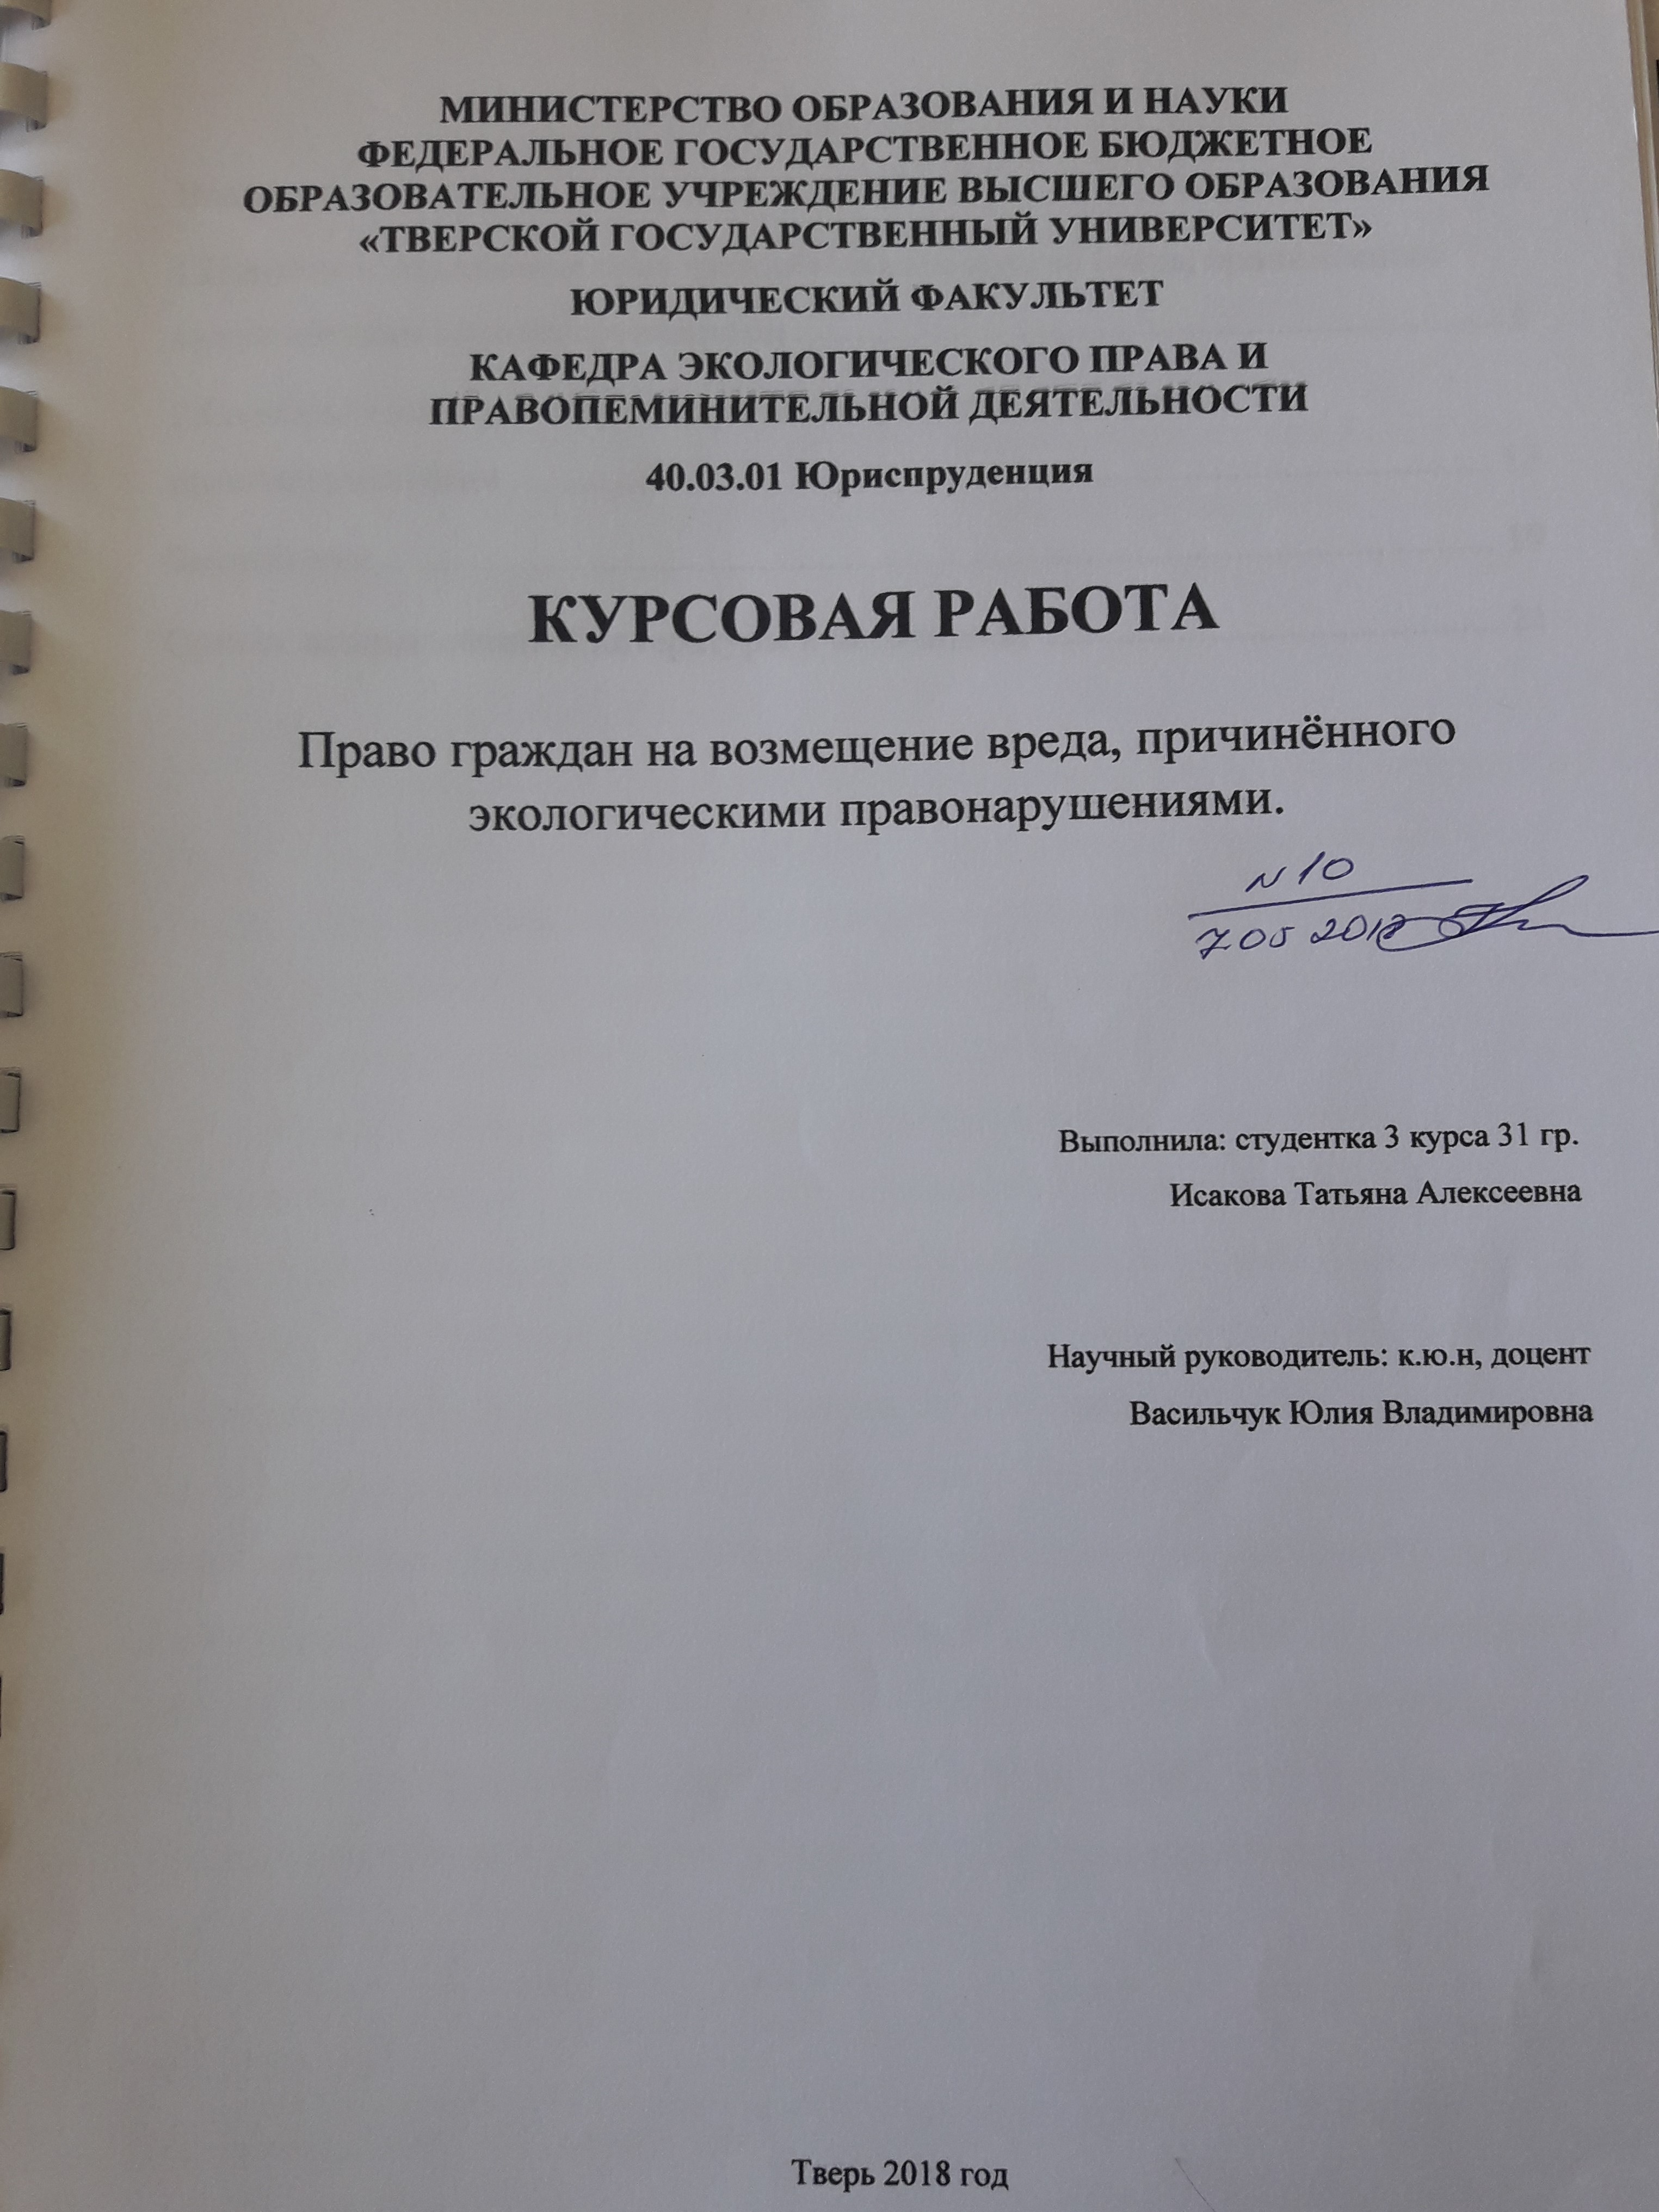 МИНИСТЕРСТВО ОБРАЗОВАНИЯ И НАУКИ
ФЕДЕРАЛЬНОЕ ГОСУДАРСТВЕННОЕ БЮДЖЕТНОЕ
ОБРАЗОВАТЕЛЬНОЕ УЧРЕЖДЕНИЕ ВЫСШЕГО ОБРАЗОВАНИЯ
«ТВЕРСКОЙ ГОСУДАРСТВЕННЫЙ УНИВЕРСИТЕТ»
ЮРИДИЧЕСКИЙ ФАКУЛЬТЕТ
КАФЕДРА ЭКОЛОГИЧЕСКОГО ПРАВА И
ПРАВОПЕМИНИТЕЛЬНОЙ ДЕЯТЕЛЬНОСТИ
40.03.01 Юриспруденция
КУРСОВАЯ РАБОТА
Право граждан на возмещение вреда, причинённого
экологическими правонарушениями.
N 10
7 05 2018
Выполнила: студентка 3 курса 31 гр.
Исакова Татьяна Алексеевна
Научный руководитель: к.ю.н, доцент
Васильчук Юлия Владимировна
Тверь 2018 год